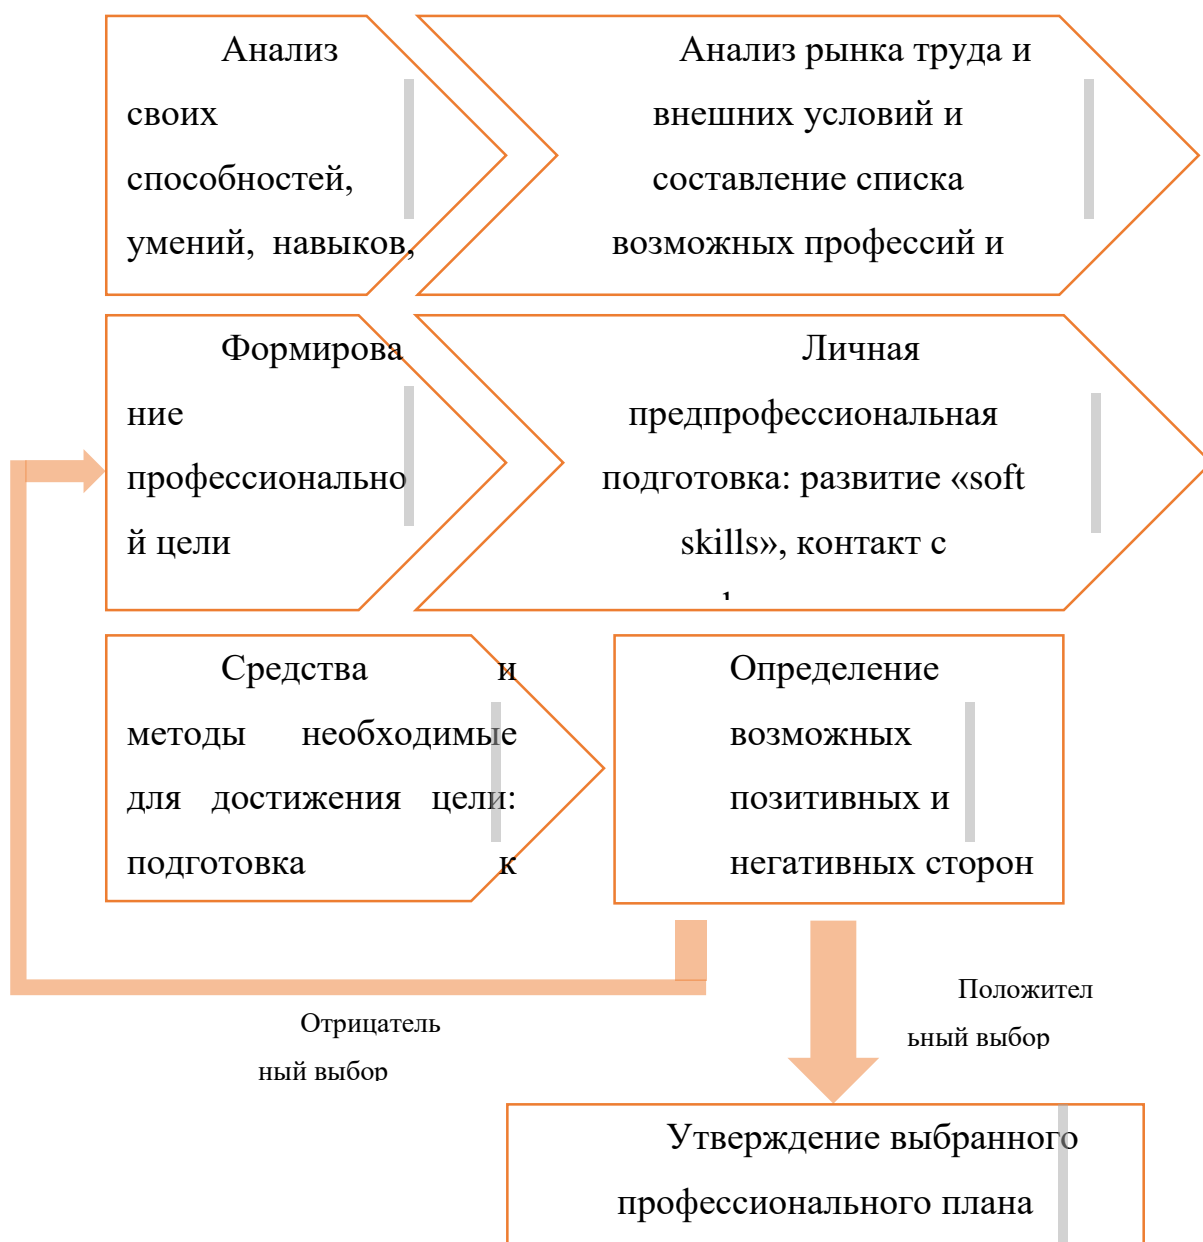 Анализ
своих
способностей,
умений, навыков,
Анализ рынка труда и
внешних условий и
составление списка
возможных профессий и
Формирова
ние
профессионально
й цели
Личная
предпрофессиональная
подготовка: развитие «soft
skills», контакт с
Средства и
методы необходимые
для достижения цели:
подготовка к
Определение
возможных
позитивных и
негативных сторон
Отрицатель
ный выбор
Положител
ьный выбор
Утверждение выбранного
профессионального плана